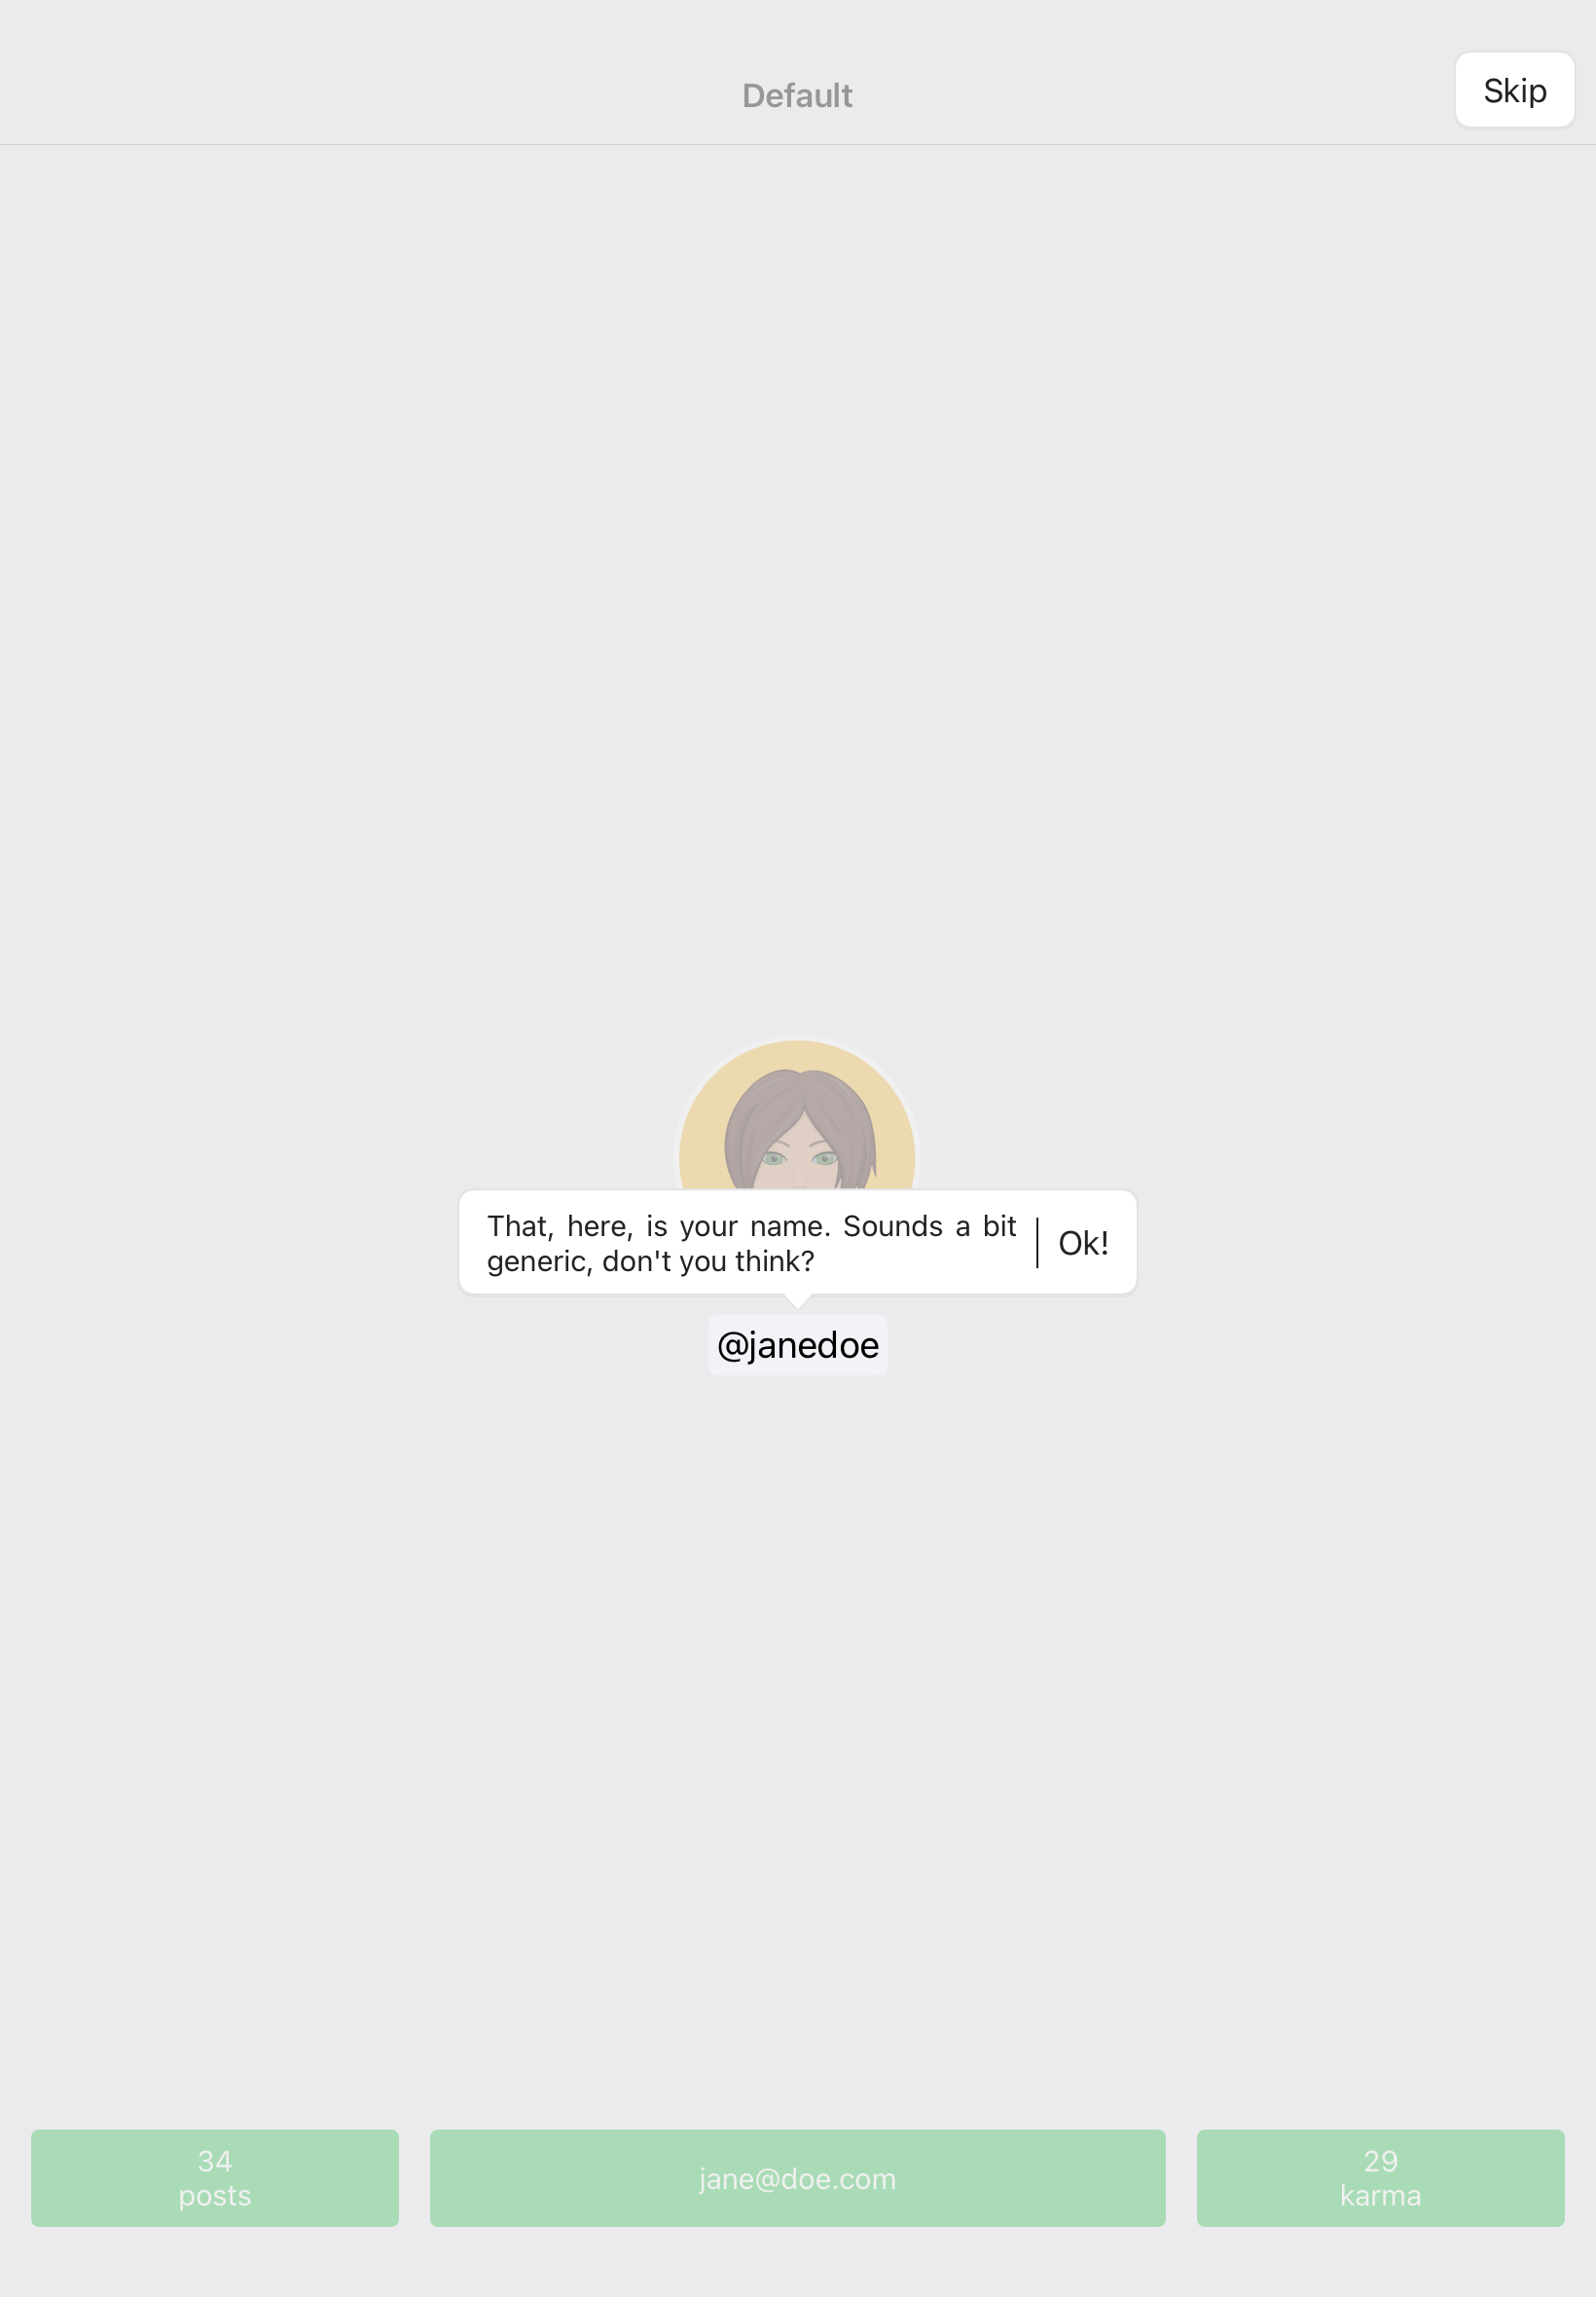 Default
Skip
That, here, is your name. Sounds a bit
generic, don't you think?
Ok!
@janedoe
34
posts
jane@doe.com
29
karma